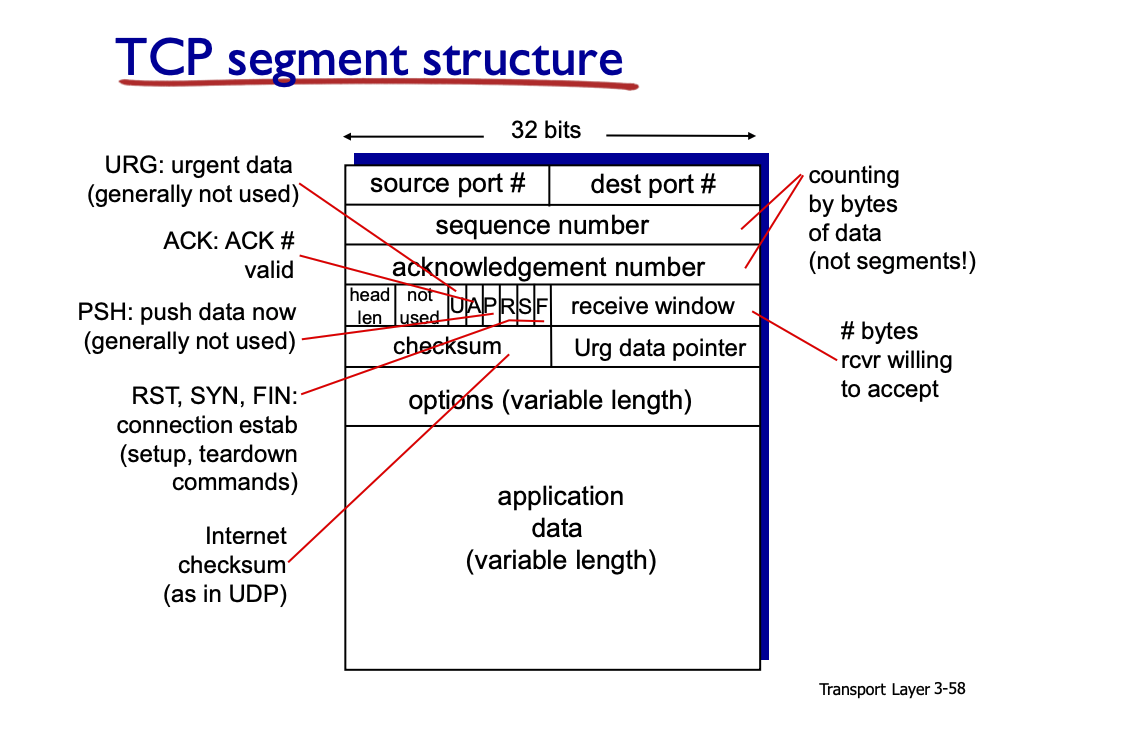 TCP segment structure
32 bits
URG: urgent data
(generally not used)
ACK: ACK #
valid
PSH: push data now
(generally not used)
RST, SYN, FIN:
connection estab
(setup, teardown
commands)
Internet
checksum
(as in UDP)
source port #
dest port #
sequence number
acknowledgement number
head
len
not
used
U
A
P
R
S
F
receive window
checksum
Urg data pointer
options (variable length)
application
data
(variable length)
counting
by bytes
of data
(not segments!)
# bytes
rcvr willing
to accept
Transport Layer 3-58